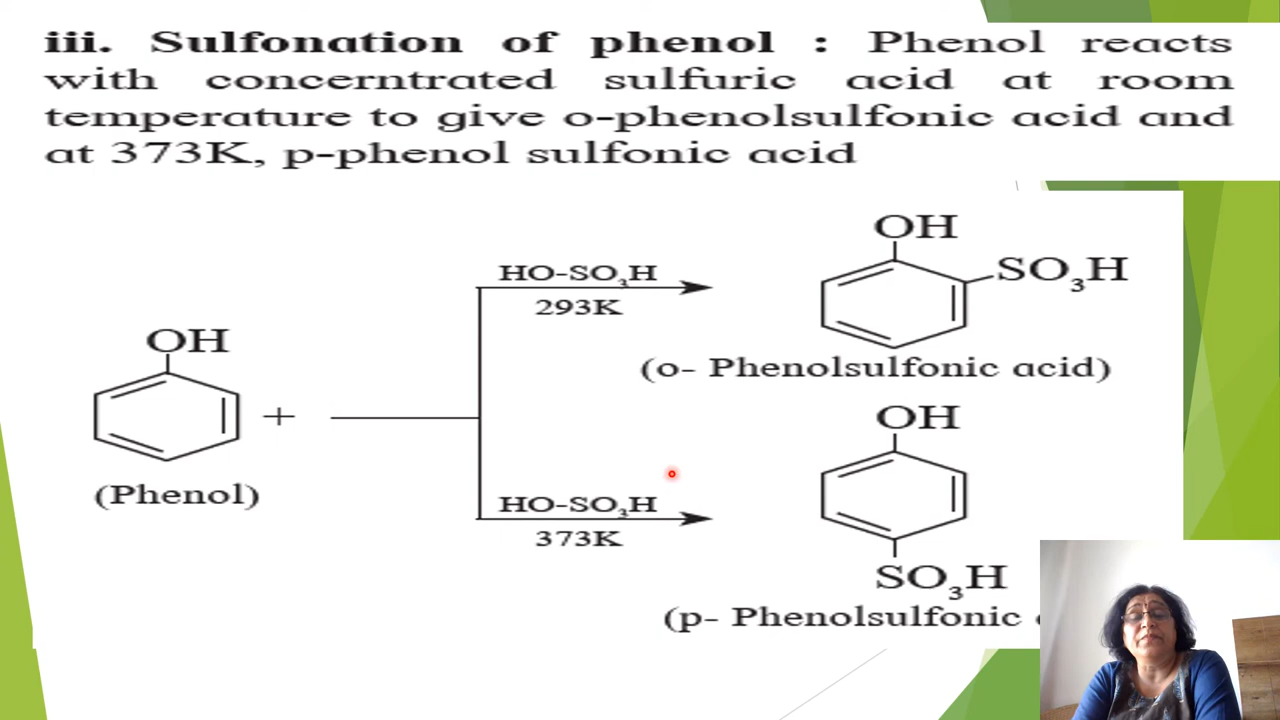 iii. Sulfonation of phenol : Phenol reacts
with concerntrated sulfuric acid at room
temperature to give o-phenolsulfonic acid and
at 373K, p-phenol sulfonic acid
OH
HO-SO₃H
SO₃H
293K
OH
(o- Phenolsulfonic acid)
+
OH
(Phenol)
HO-SO₃H
373K
SO₃H
(p- Phenolsulfonic